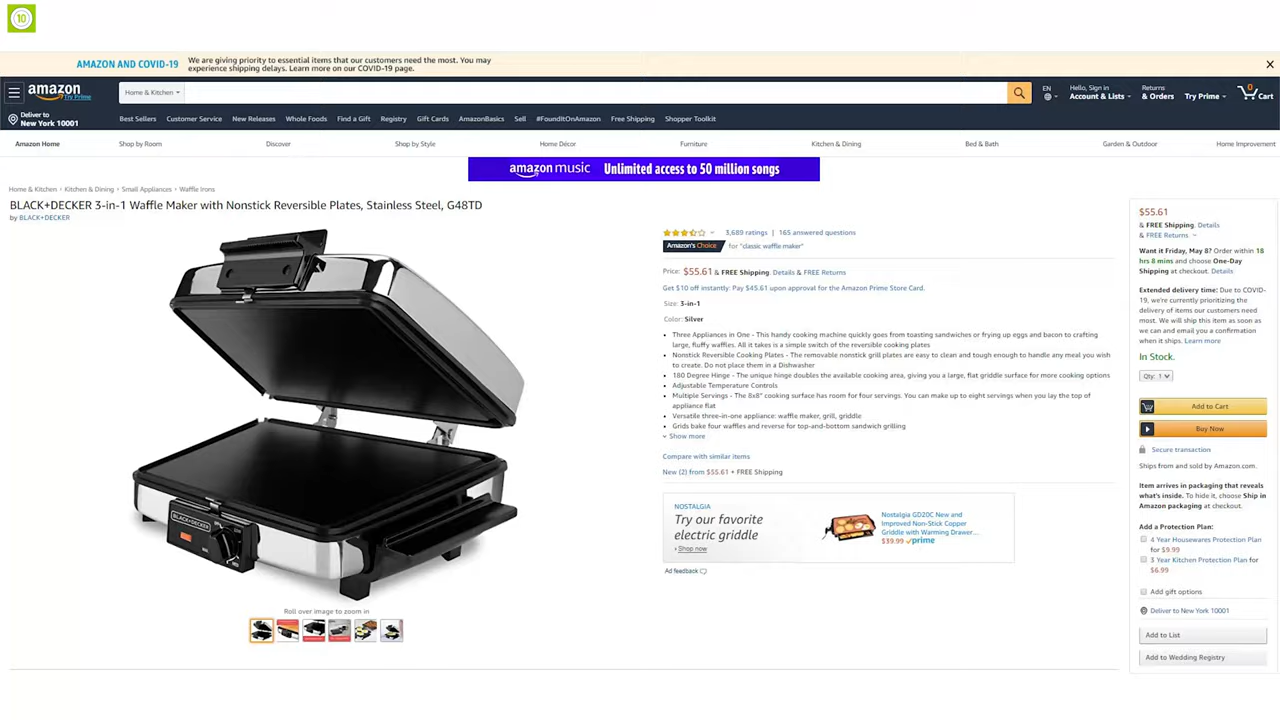 10
AMAZON AND COVID-19
We are giving priority to essential items that our customers need the most. You may
experience shipping delays. Learn more on our COVID-19 page.
amazon
Try Prime
Home & Kitchen
EN
Hello, Sign in
Account & Lists
Returns
& Orders
Try Prime
0
Cart
Deliver to
New York 10001
Best Sellers Customer Service New Releases Whole Foods Find a Gift Registry Gift Cards AmazonBasics Sell #FoundItOnAmazon Free Shipping Shopper Toolkit
Amazon Home Shop by Room Discover Shop by Style Home Décor Furniture Kitchen & Dining Bed & Bath Garden & Outdoor Home Improvement
amazon music Unlimited access to 50 million songs
Home & Kitchen › Kitchen & Dining › Small Appliances › Waffle Irons
BLACK+DECKER 3-in-1 Waffle Maker with Nonstick Reversible Plates, Stainless Steel, G48TD
by BLACK+DECKER
BLACK+DECKER
Roll over image to zoom in
3,689 ratings | 165 answered questions
Amazon's Choice for "classic waffle maker"
Price: $55.61 & FREE Shipping. Details & FREE Returns
Get $10 off instantly: Pay $45.61 upon approval for the Amazon Prime Store Card.
Size: 3-in-1
Color: Silver
• Three Appliances in One - This handy cooking machine quickly goes from toasting sandwiches or frying up eggs and bacon to crafting
large, fluffy waffles. All it takes is a simple switch of the reversible cooking plates
• Nonstick Reversible Cooking Plates - The removable nonstick grill plates are easy to clean and tough enough to handle any meal you wish
to create. Do not place them in a Dishwasher
• 180 Degree Hinge - The unique hinge doubles the available cooking area, giving you a large, flat griddle surface for more cooking options
• Adjustable Temperature Controls
• Multiple Servings - The 8x8" cooking surface has room for four servings. You can make up to eight servings when you lay the top of
appliance flat
• Versatile three-in-one appliance: waffle maker, grill, griddle
• Grids bake four waffles and reverse for top-and-bottom sandwich grilling
Show more
Compare with similar items
New (2) from $55.61 + FREE Shipping
NOSTALGIA
Try our favorite
electric griddle
› Shop now
Nostalgia GD20C New and
Improved Non-Stick Copper
Griddle with Warming Drawer...
$39.99 prime
Ad feedback
$55.61
& FREE Shipping. Details
& FREE Returns
Want it Friday, May 8? Order within 18
hrs 8 mins and choose One-Day
Shipping at checkout. Details
Extended delivery time: Due to COVID-
19, we're currently prioritizing the
delivery of items our customers need
most. We will ship this item as soon as
we can and email you a confirmation
when it ships. Learn more
In Stock.
Qty: 1
Add to Cart
Buy Now
Secure transaction
Ships from and sold by Amazon.com.
Item arrives in packaging that reveals
what's inside. To hide it, choose Ship in
Amazon packaging at checkout.
Add a Protection Plan:
4 Year Housewares Protection Plan
for $9.99
3 Year Kitchen Protection Plan for
$6.99
Add gift options
Deliver to New York 10001
Add to List
Add to Wedding Registry